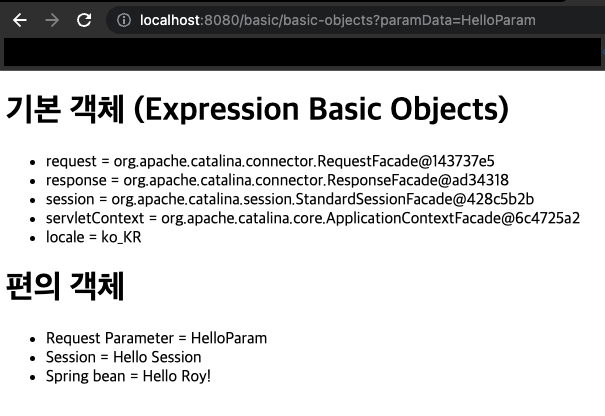 localhost:8080/basic/basic-objects?paramData=HelloParam
기본 객체 (Expression Basic Objects)
• request = org.apache.catalina.connector.RequestFacade@143737e5
• response = org.apache.catalina.connector.ResponseFacade@ad34318
• session = org.apache.catalina.session.StandardSessionFacade@428c5b2b
• servletContext = org.apache.catalina.core.ApplicationContextFacade@6c4725a2
• locale = ko_KR
편의 객체
• Request Parameter = HelloParam
• Session = Hello Session
• Spring bean = Hello Roy!